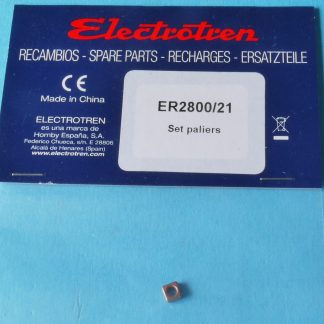 Electrotren
RECAMBIOS - SPARE PARTS - RECHARGES - ERSATZTEILE
CE
Made in China
ELECTROTREN
es una marca de
Hornby España, S.A.
Federico Chueca, s/n. E 28806
Alcalá de Henares (Spain)
www.electrotren.com
ER2800/21
Set paliers